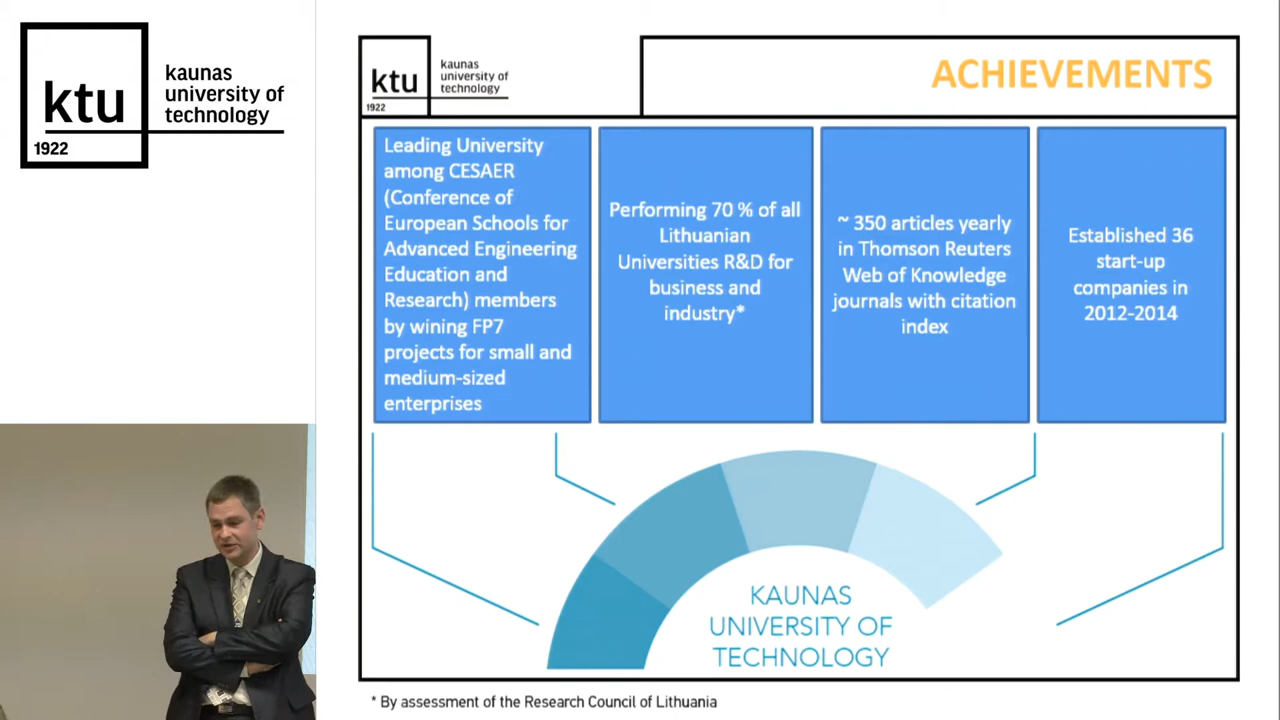 ktu
1922
kaunas
university of
technology
ktu
1922
kaunas
university of
technology
ACHIEVEMENTS
Leading University
among CESAER
(Conference of
European Schools for
Advanced Engineering
Education and
Research) members
by wining FP7
projects for small and
medium-sized
enterprises
Performing 70 % of all
Lithuanian
Universities R&D for
business and
industry*
~ 350 articles yearly
in Thomson Reuters
Web of Knowledge
journals with citation
index
Established 36
start-up
companies in
2012-2014
KAUNAS
UNIVERSITY OF
TECHNOLOGY
* By assessment of the Research Council of Lithuania